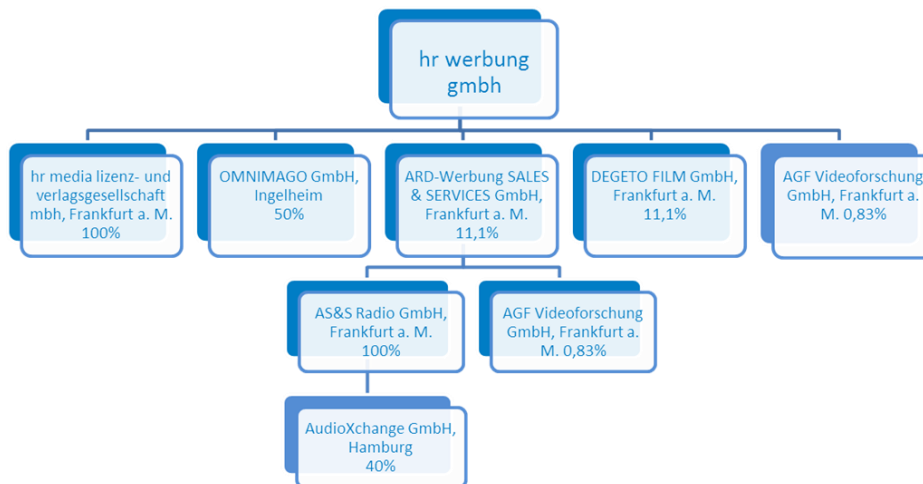 hr werbung
gmbh
hr media lizenz- und
verlagsgesellschaft
mbh, Frankfurt a. M.
100%
OMNIMAGO GmbH,
Ingelheim
50%
ARD-Werbung SALES
& SERVICES GmbH,
Frankfurt a. M.
11,1%
DEGETO FILM GmbH,
Frankfurt a. M.
11,1%
AGF Videoforschung
GmbH, Frankfurt a.
M. 0,83%
AS&S Radio GmbH,
Frankfurt a. M.
100%
AGF Videoforschung
GmbH, Frankfurt a.
M. 0,83%
AudioXchange GmbH,
Hamburg
40%